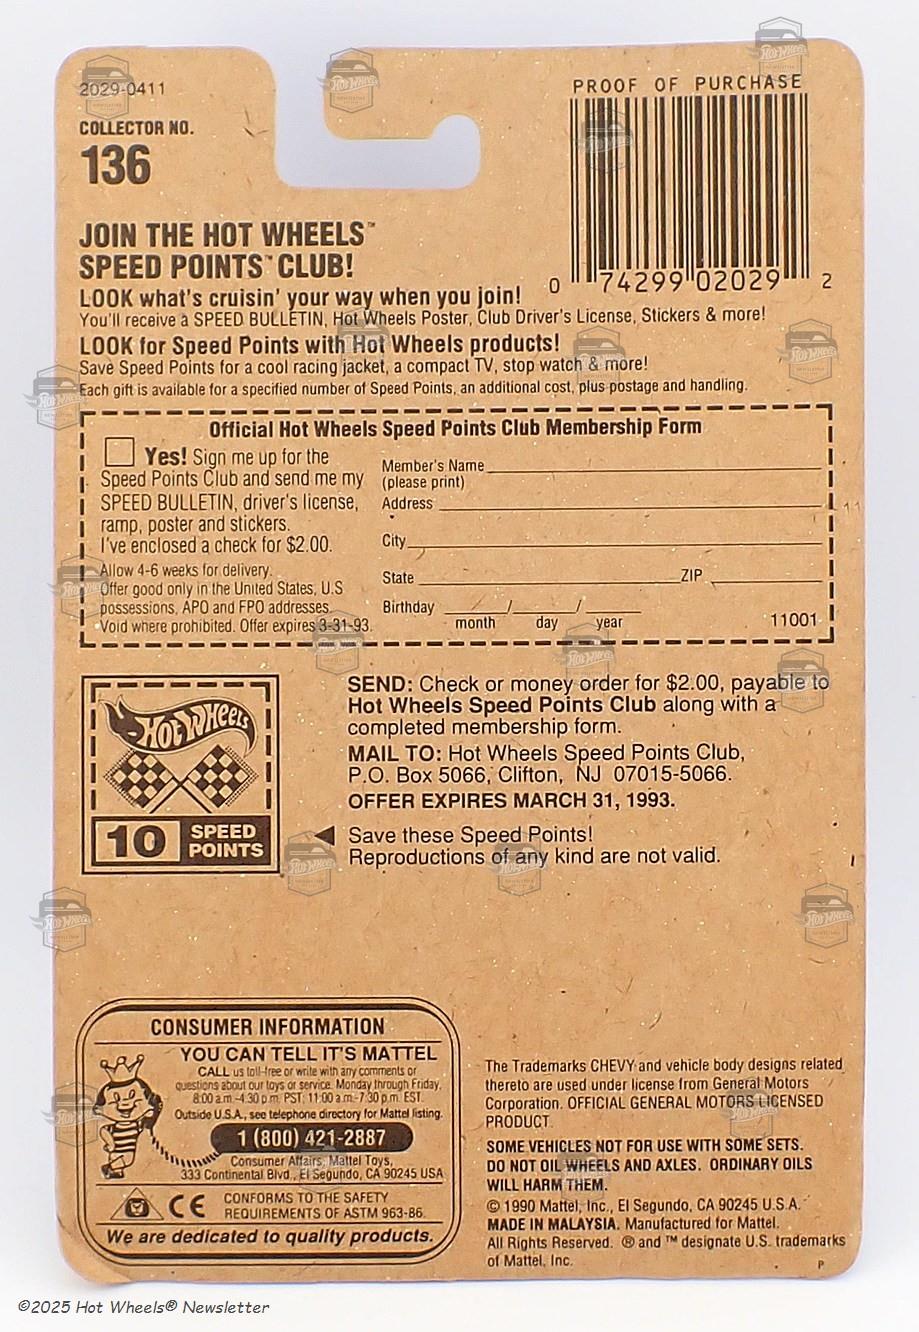 2029-0411
COLLECTOR NO.
136
PROOF OF PURCHASE
0 74299 02029 2
JOIN THE HOT WHEELS™
SPEED POINTS™ CLUB!
LOOK what's cruisin' your way when you join!
You'll receive a SPEED BULLETIN, Hot Wheels Poster, Club Driver's License, Stickers & more!
LOOK for Speed Points with Hot Wheels products!
Save Speed Points for a cool racing jacket, a compact TV, stop watch & more!
Each gift is available for a specified number of Speed Points, an additional cost, plus postage and handling.
Official Hot Wheels Speed Points Club Membership Form
Yes! Sign me up for the
Speed Points Club and send me my
SPEED BULLETIN, driver's license,
ramp, poster and stickers.
I've enclosed a check for $2.00.
Allow 4-6 weeks for delivery.
Offer good only in the United States, U.S
possessions, APO and FPO addresses.
Void where prohibited. Offer expires 3-31-93.
Member's Name
(please print)
Address
City
State ZIP
Birthday / /
month day year
11001
HOT WHEELS
10 SPEED
POINTS
SEND: Check or money order for $2.00, payable to
Hot Wheels Speed Points Club along with a
completed membership form.
MAIL TO: Hot Wheels Speed Points Club,
P.O. Box 5066, Clifton, NJ 07015-5066.
OFFER EXPIRES MARCH 31, 1993.
Save these Speed Points!
Reproductions of any kind are not valid.
CONSUMER INFORMATION
YOU CAN TELL IT'S MATTEL
CALL us toll-free or write with any comments or
questions about our toys or service. Monday through Friday,
8:00 a.m.-4:30 p.m. PST; 11:00 a.m-7:30 p.m. EST.
Outside U.S.A., see telephone directory for Mattel listing.
1 (800) 421-2887
Consumer Affairs, Mattel Toys,
333 Continental Blvd., El Segundo, CA 90245 USA
CE CONFORMS TO THE SAFETY
REQUIREMENTS OF ASTM 963-86.
We are dedicated to quality products.
The Trademarks CHEVY and vehicle body designs related
thereto are used under license from General Motors
Corporation. OFFICIAL GENERAL MOTORS LICENSED
PRODUCT.
SOME VEHICLES NOT FOR USE WITH SOME SETS.
DO NOT OIL WHEELS AND AXLES. ORDINARY OILS
WILL HARM THEM.
© 1990 Mattel, Inc., El Segundo, CA 90245 U.S.A.
MADE IN MALAYSIA. Manufactured for Mattel.
All Rights Reserved. ® and ™ designate U.S. trademarks
of Mattel, Inc.
P
©2025 Hot Wheels® Newsletter